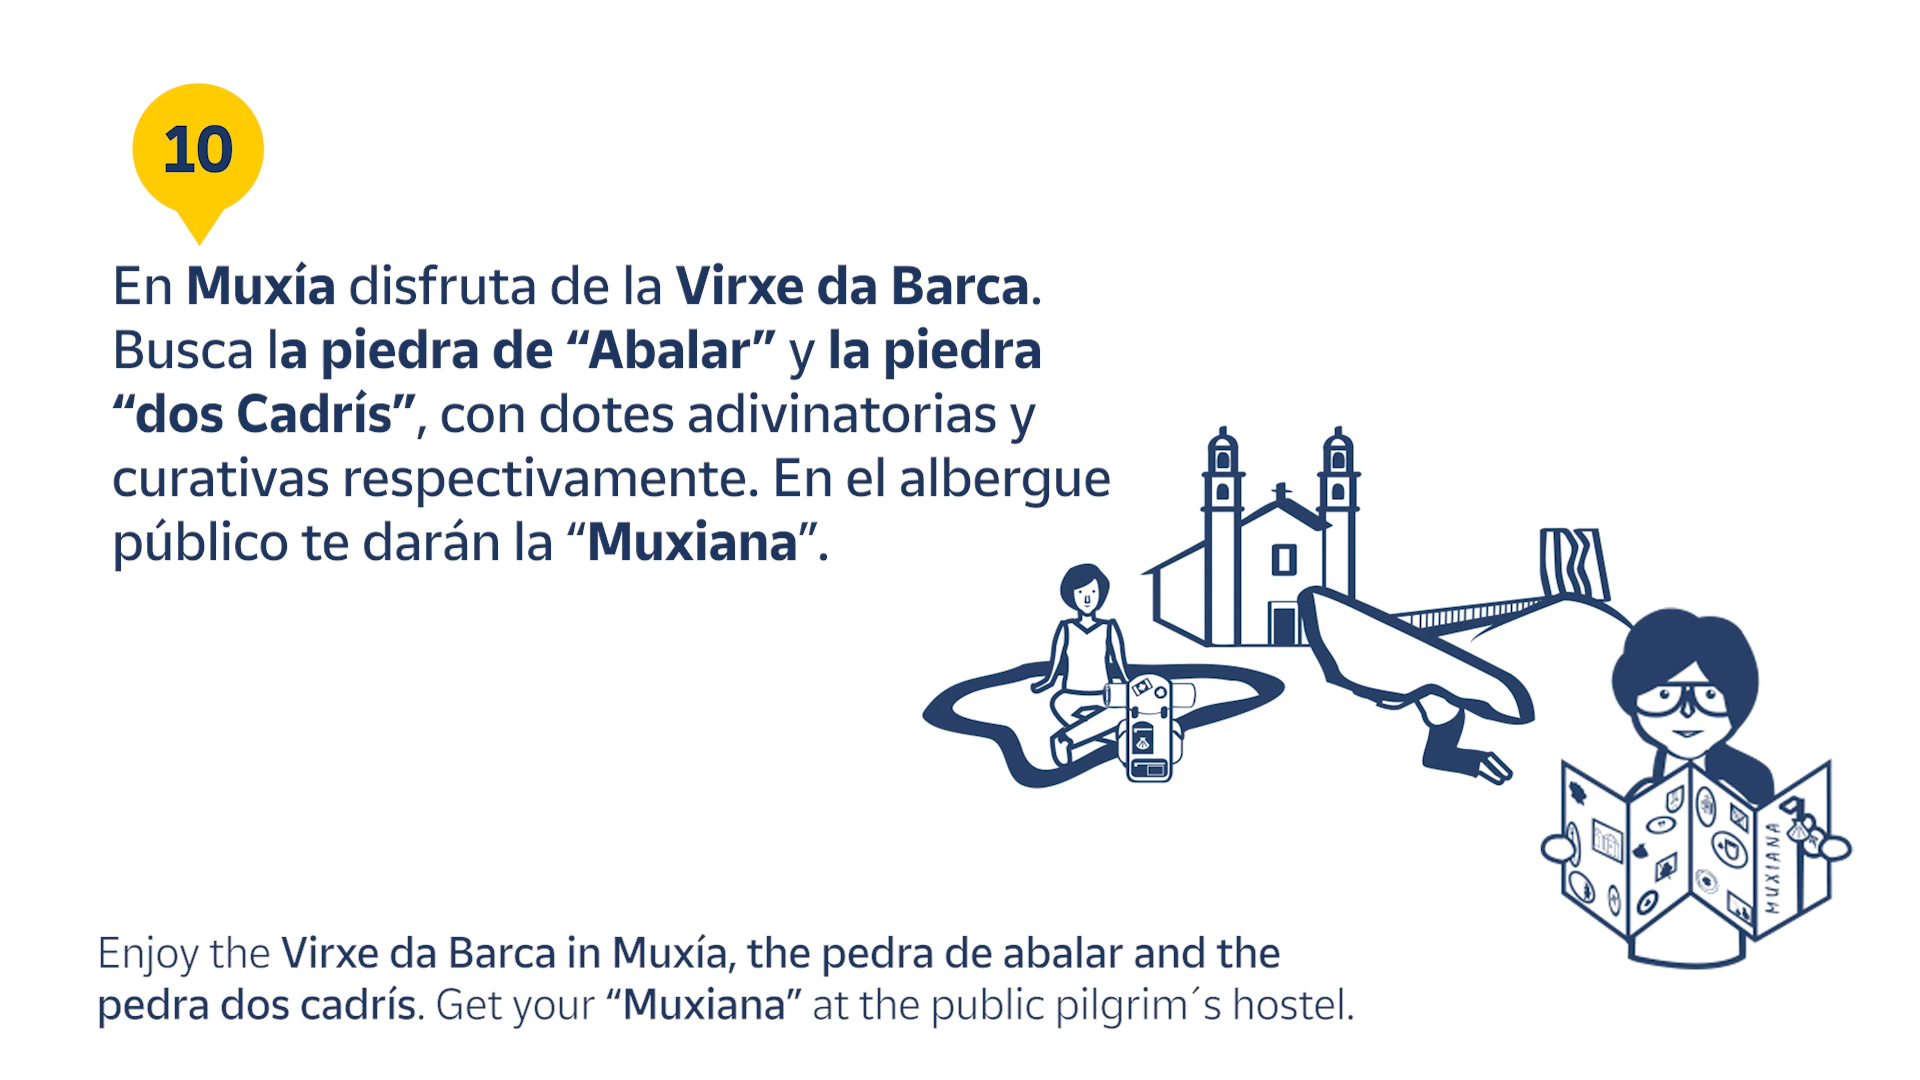 10
En Muxía disfruta de la Virxe da Barca.
Busca la piedra de “Abalar” y la piedra
“dos Cadrís”, con dotes adivinatorias y
curativas respectivamente. En el albergue
público te darán la “Muxiana”.
MUXIANA
Enjoy the Virxe da Barca in Muxía, the pedra de abalar and the
pedra dos cadrís. Get your “Muxiana” at the public pilgrim´s hostel.